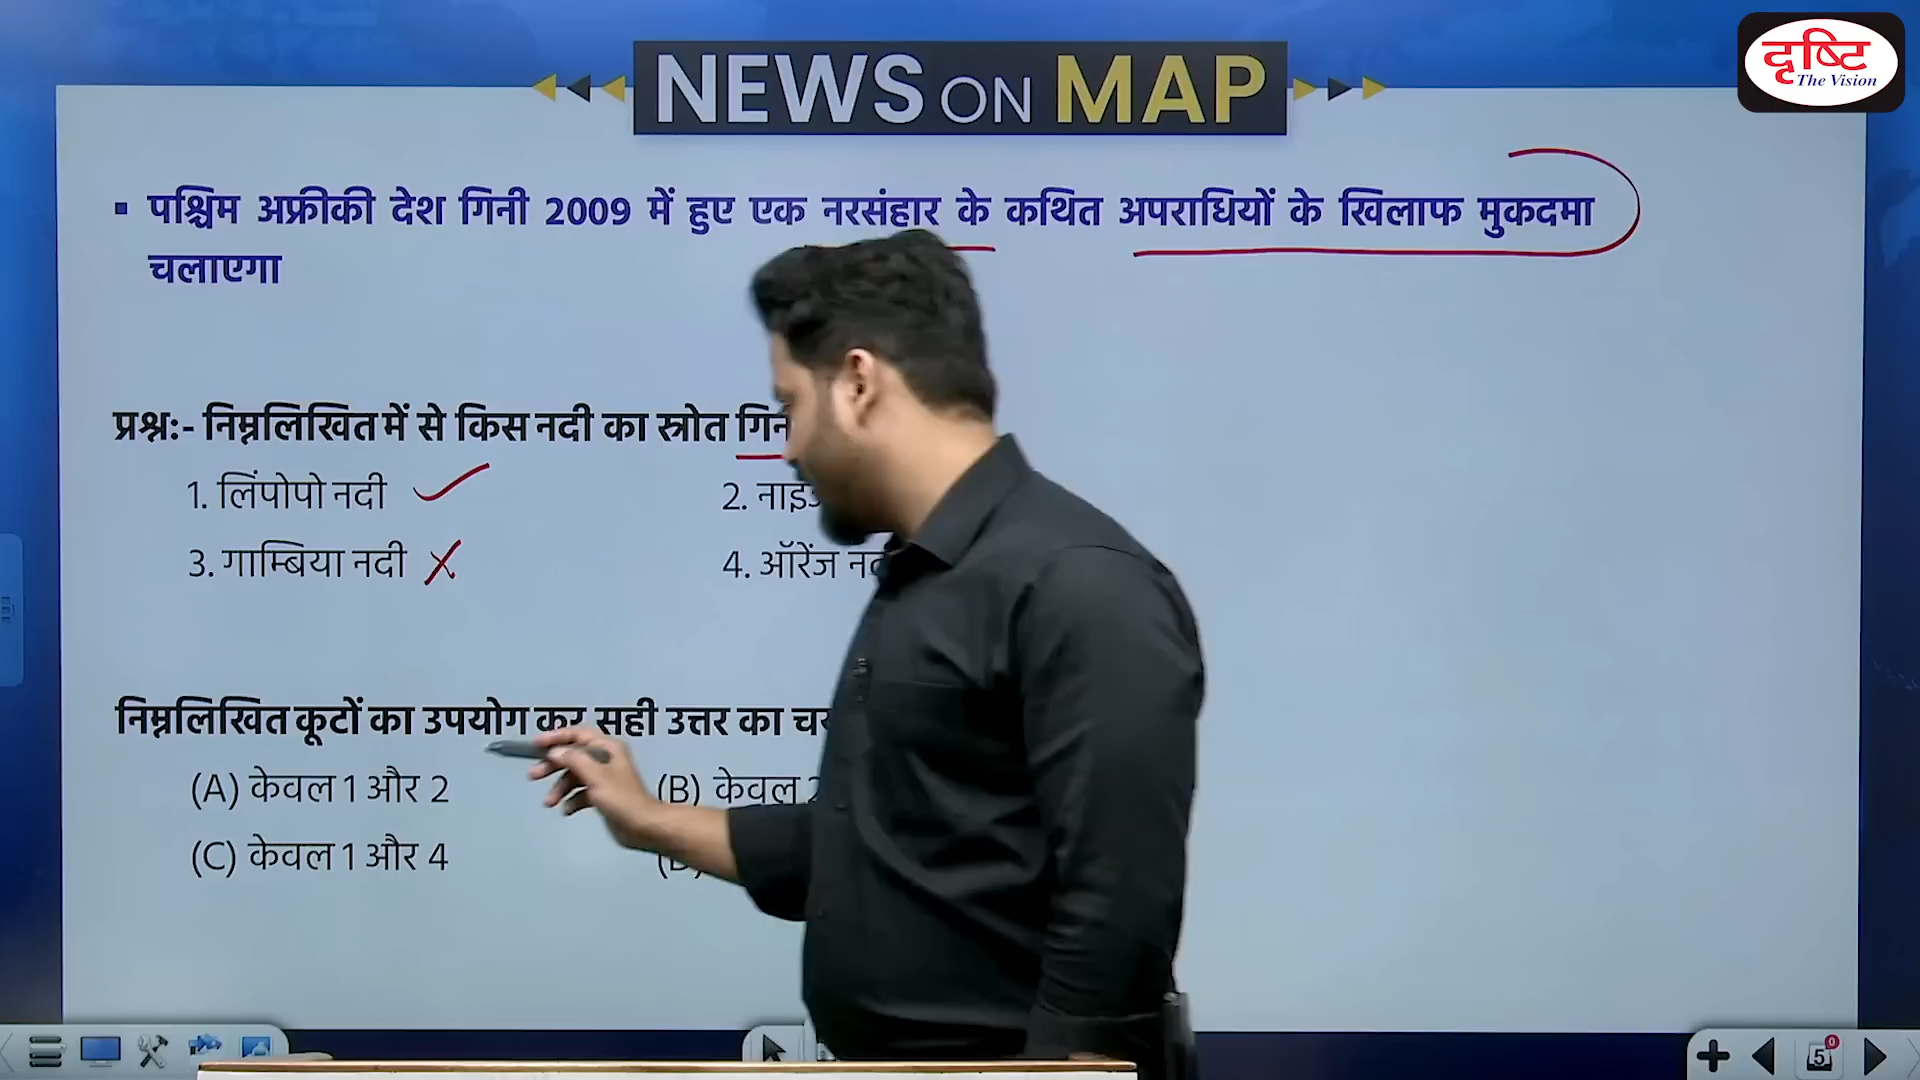 NEWS ON MAP
दृष्टि
The Vision
▪ पश्चिम अफ्रीकी देश गिनी 2009 में हुए एक नरसंहार के कथित अपराधियों के खिलाफ मुकदमा
चलाएगा
प्रश्न:- निम्नलिखित में से किस नदी का स्रोत
1. लिंपोपो नदी 2.
3. गाम्बिया नदी 4. ऑरेंज
निम्नलिखित कूटों का उपयोग कर सही उत्तर का
(A) केवल 1 और 2 (B) केवल
(C) केवल 1 और 4
5
0